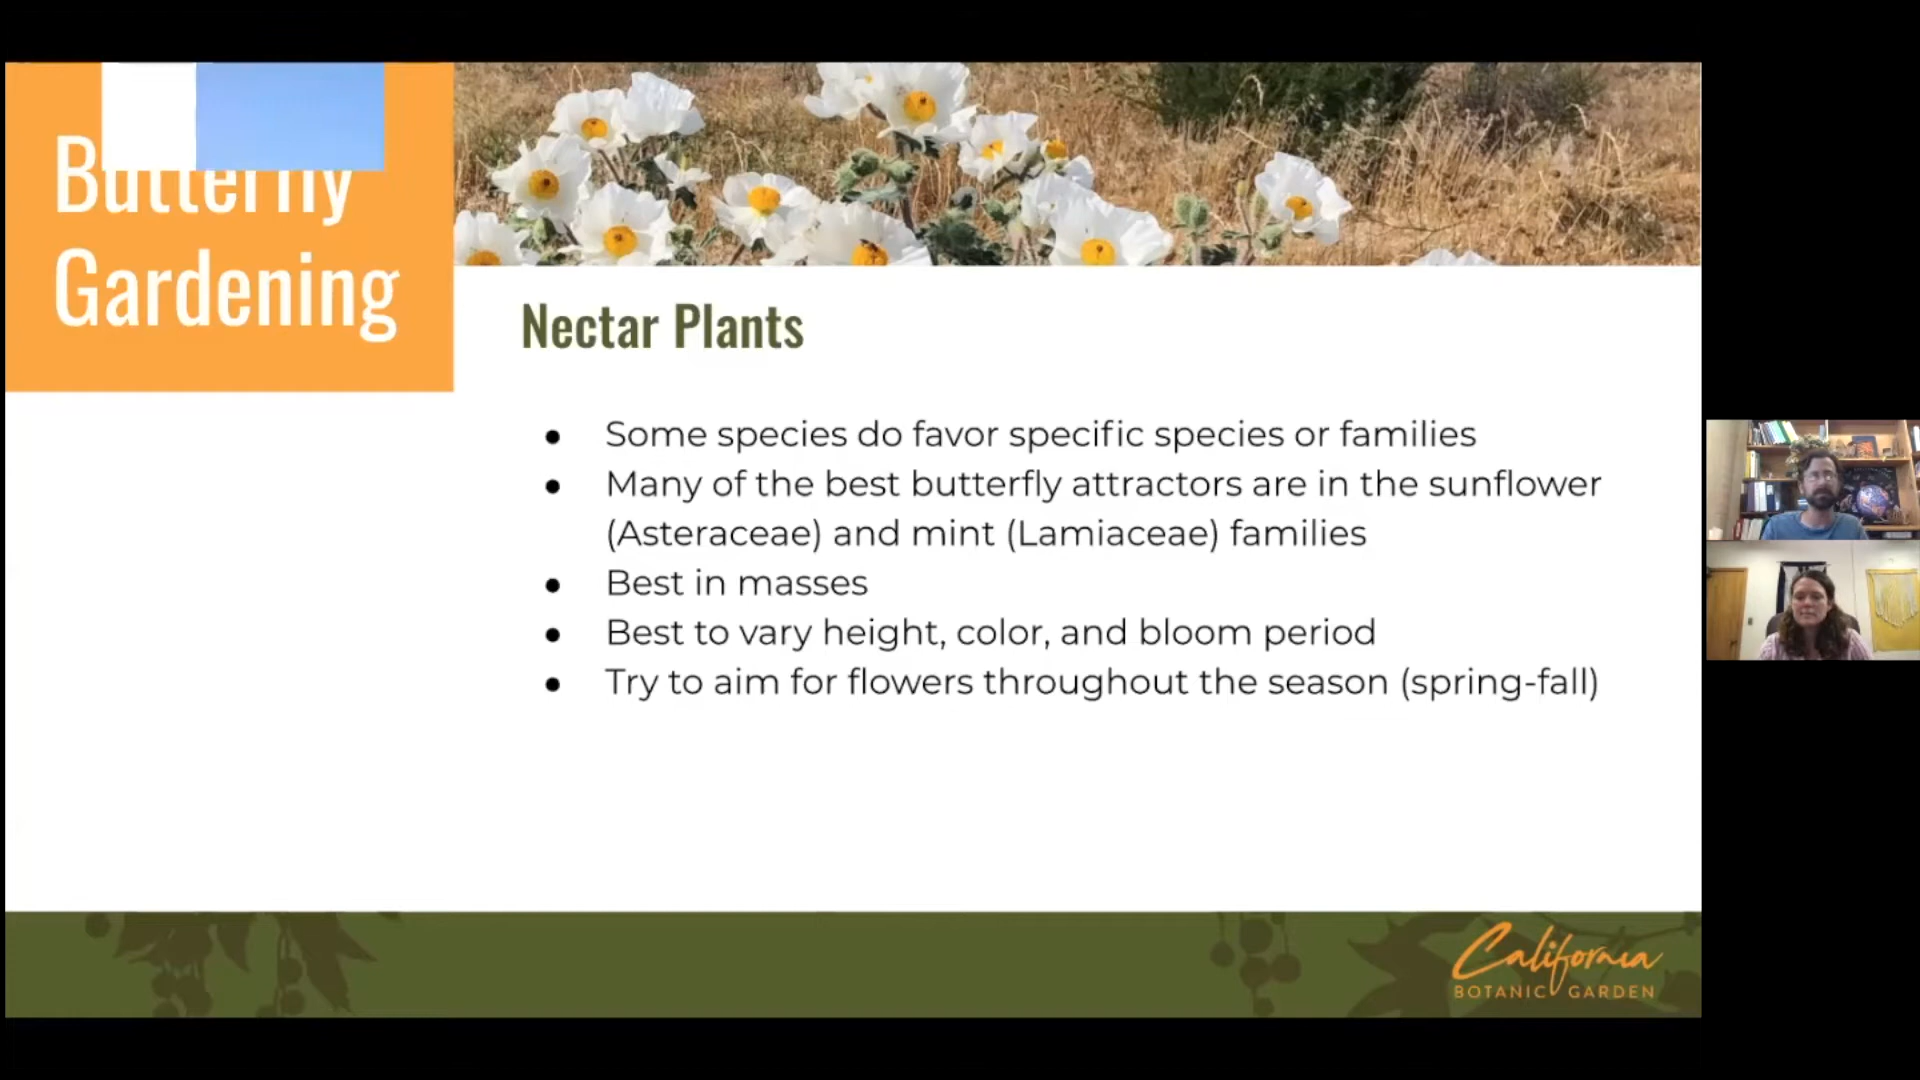 Butterfly
Gardening
Nectar Plants
● Some species do favor specific species or families
● Many of the best butterfly attractors are in the sunflower
(Asteraceae) and mint (Lamiaceae) families
● Best in masses
● Best to vary height, color, and bloom period
● Try to aim for flowers throughout the season (spring-fall)
California
BOTANIC GARDEN